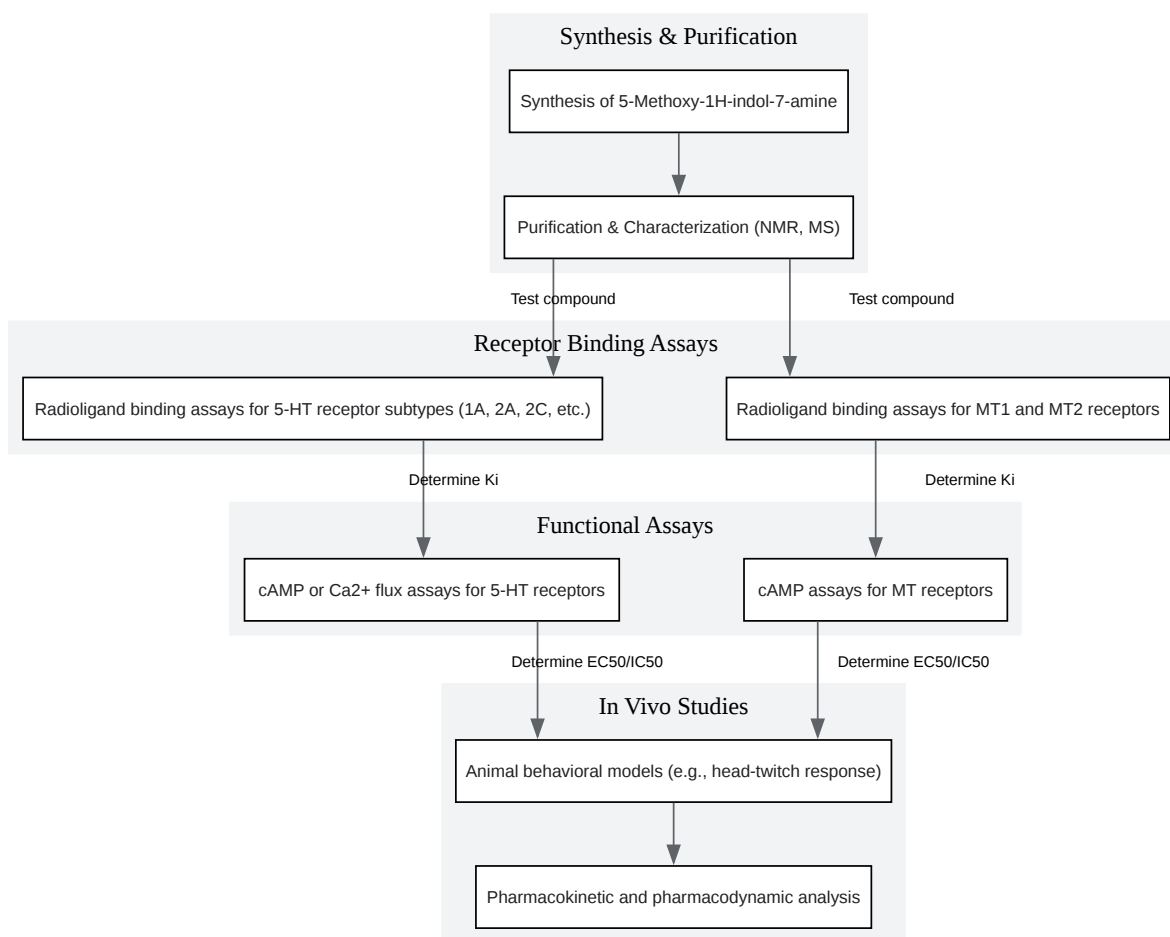 Synthesis & Purification
Synthesis of 5-Methoxy-1H-indol-7-amine
Purification & Characterization (NMR, MS)
Test compound
Test compound
Receptor Binding Assays
Radioligand binding assays for 5-HT receptor subtypes (1A, 2A, 2C, etc.)
Radioligand binding assays for MT1 and MT2 receptors
Determine Ki
Determine Ki
Functional Assays
cAMP or Ca2+ flux assays for 5-HT receptors
cAMP assays for MT receptors
Determine EC50/IC50
Determine EC50/IC50
In Vivo Studies
Animal behavioral models (e.g., head-twitch response)
Pharmacokinetic and pharmacodynamic analysis